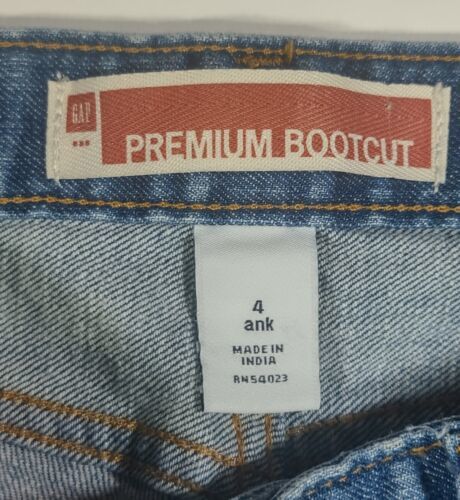 GAP
PREMIUM BOOTCUT
4
ank
MADE IN
INDIA
RN54023